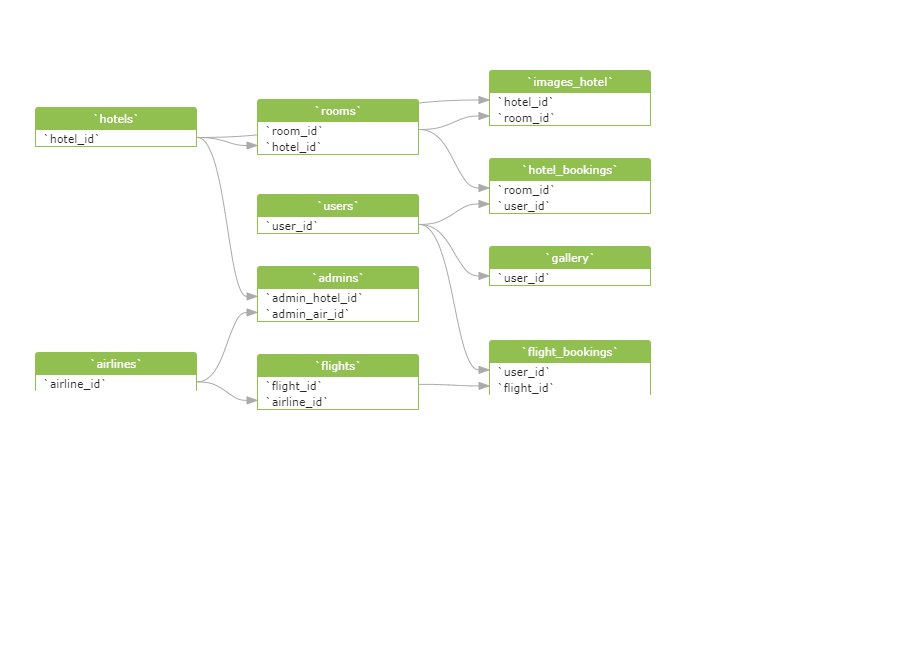 `hotels`
`hotel_id`
`airlines`
`airline_id`
`rooms`
`room_id`
`hotel_id`
`users`
`user_id`
`admins`
`admin_hotel_id`
`admin_air_id`
`flights`
`flight_id`
`airline_id`
`images_hotel`
`hotel_id`
`room_id`
`hotel_bookings`
`room_id`
`user_id`
`gallery`
`user_id`
`flight_bookings`
`user_id`
`flight_id`